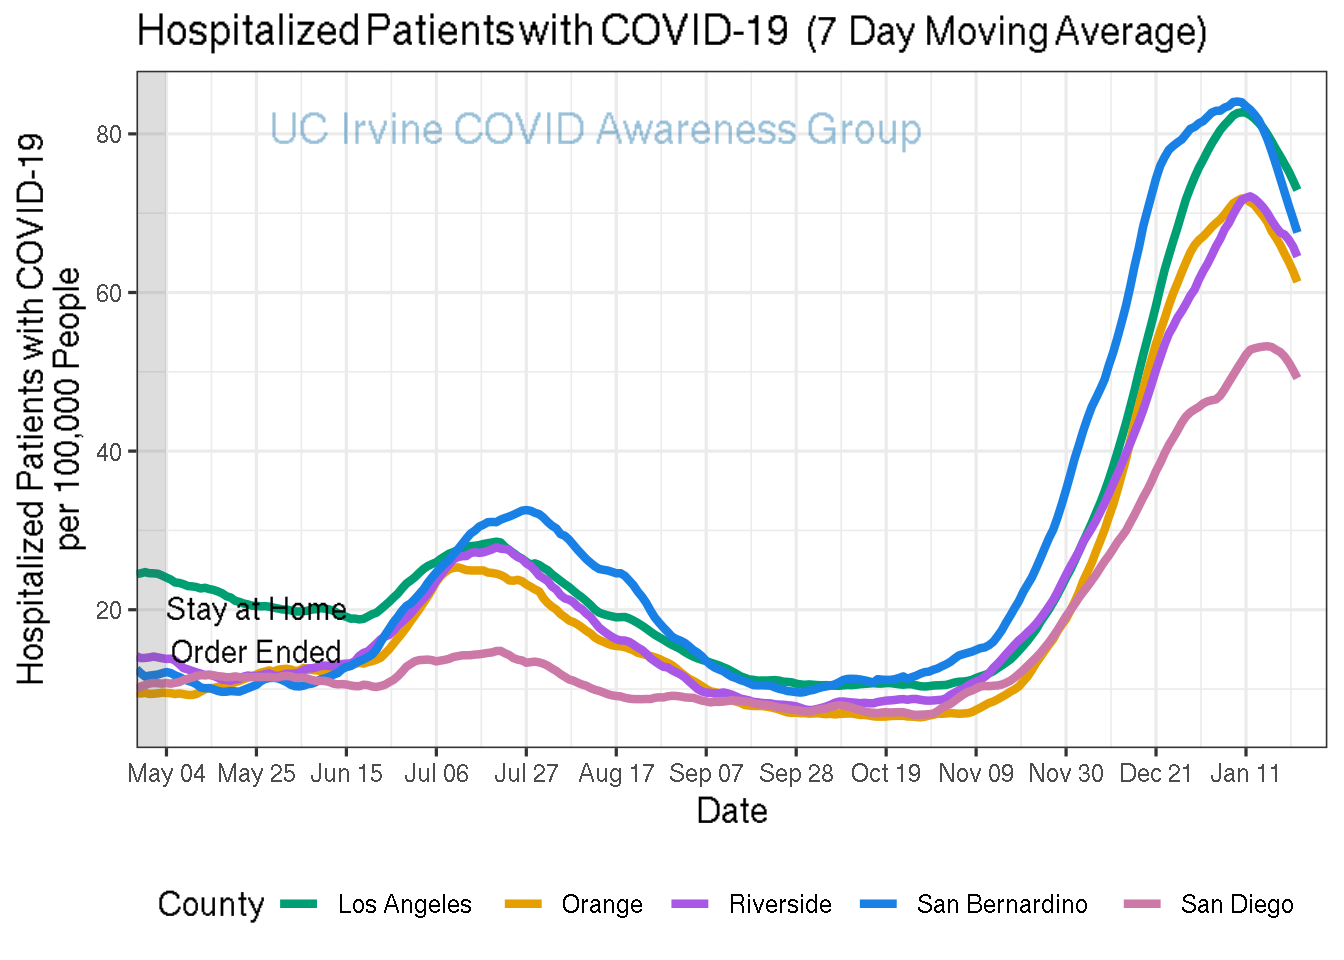 Hospitalized Patients with COVID-19 (7 Day Moving Average)
UC Irvine COVID Awareness Group
Hospitalized Patients with COVID-19
per 100,000 People
80
60
40
20
Stay at Home
Order Ended
May 04 May 25 Jun 15 Jul 06 Jul 27 Aug 17 Sep 07 Sep 28 Oct 19 Nov 09 Nov 30 Dec 21 Jan 11
Date
County Los Angeles Orange Riverside San Bernardino San Diego